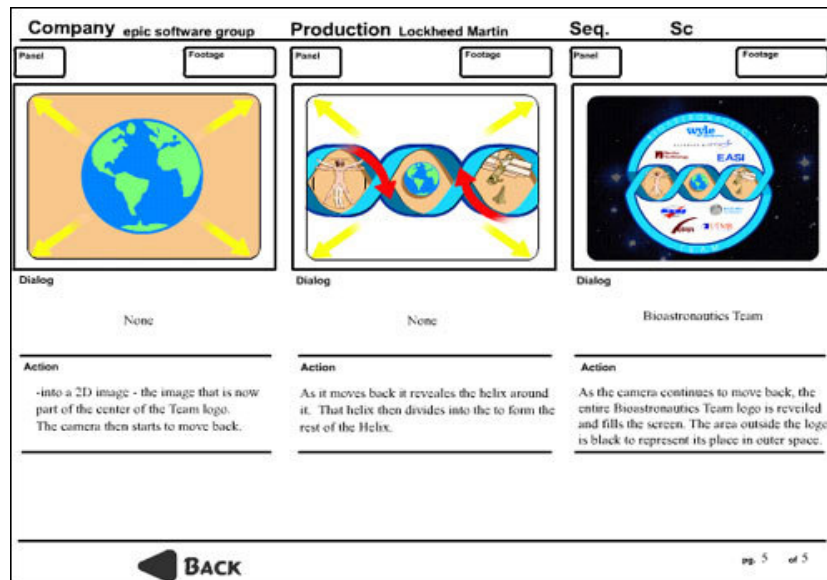 Company epic software group Production Lockheed Martin Seq. Sc
Panel Footage Panel Footage Panel Footage
wyle
EASI
TEAM
Dialog Dialog Dialog
None None Bioastronautics Team
Action Action Action
-into a 2D image - the image that is now
part of the center of the Team logo.
The camera then starts to move back.
As it moves back it reveales the helix around
it. That helix then divides into the to form the
rest of the Helix.
As the camera continues to move back, the
entire Bioastronautics Team logo is reveiled
and fills the screen. The area outside the logo
is black to represent its place in outer space.
BACK
pg. 5 of 5